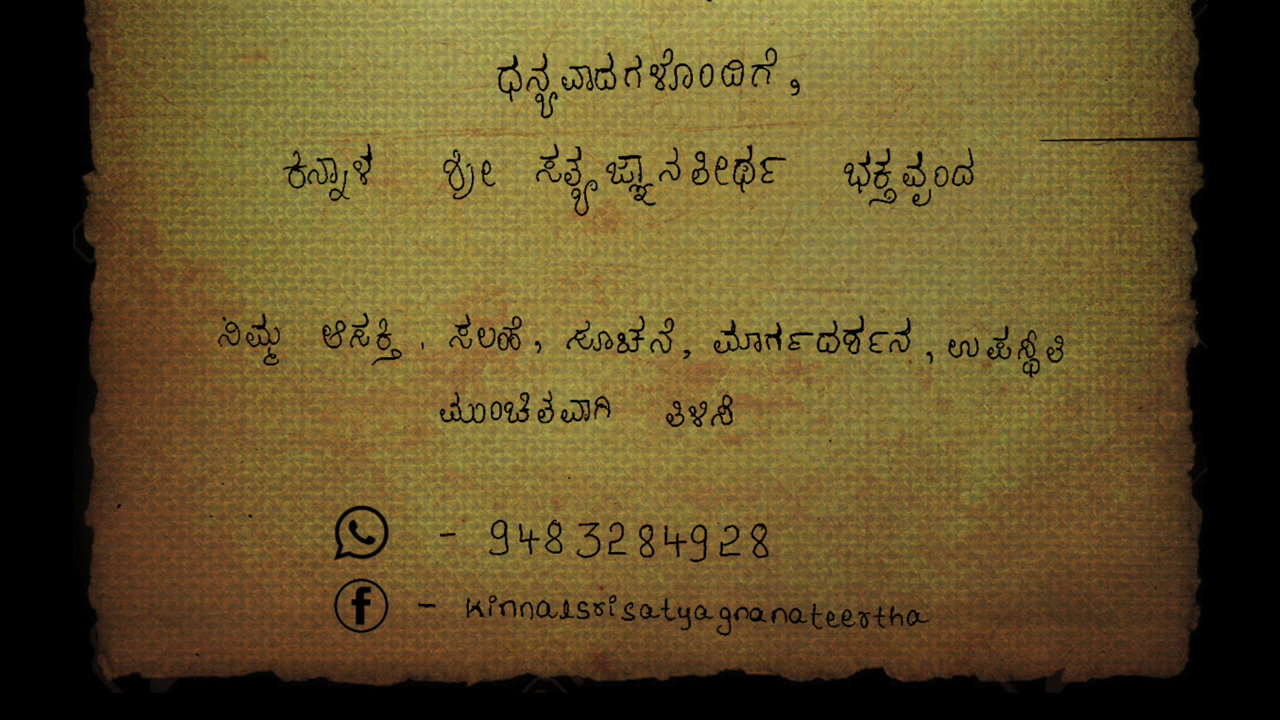 ಧನ್ಯವಾದಗಳೊಂದಿಗೆ,
ಕಿನ್ನಾಳ ಶ್ರೀ ಸತ್ಯಜ್ಞಾನತೀರ್ಥ ಭಕ್ತವೃಂದ
ನಿಮ್ಮ ಆಸಕ್ತಿ, ಸಲಹೆ, ಸೂಚನೆ, ಮಾರ್ಗದರ್ಶನ, ಉಪಸ್ಥಿತಿ
ಮುಂಚಿತವಾಗಿ ತಿಳಿಸಿ
- 9483284928
- kinnalsrisatyagnanateertha